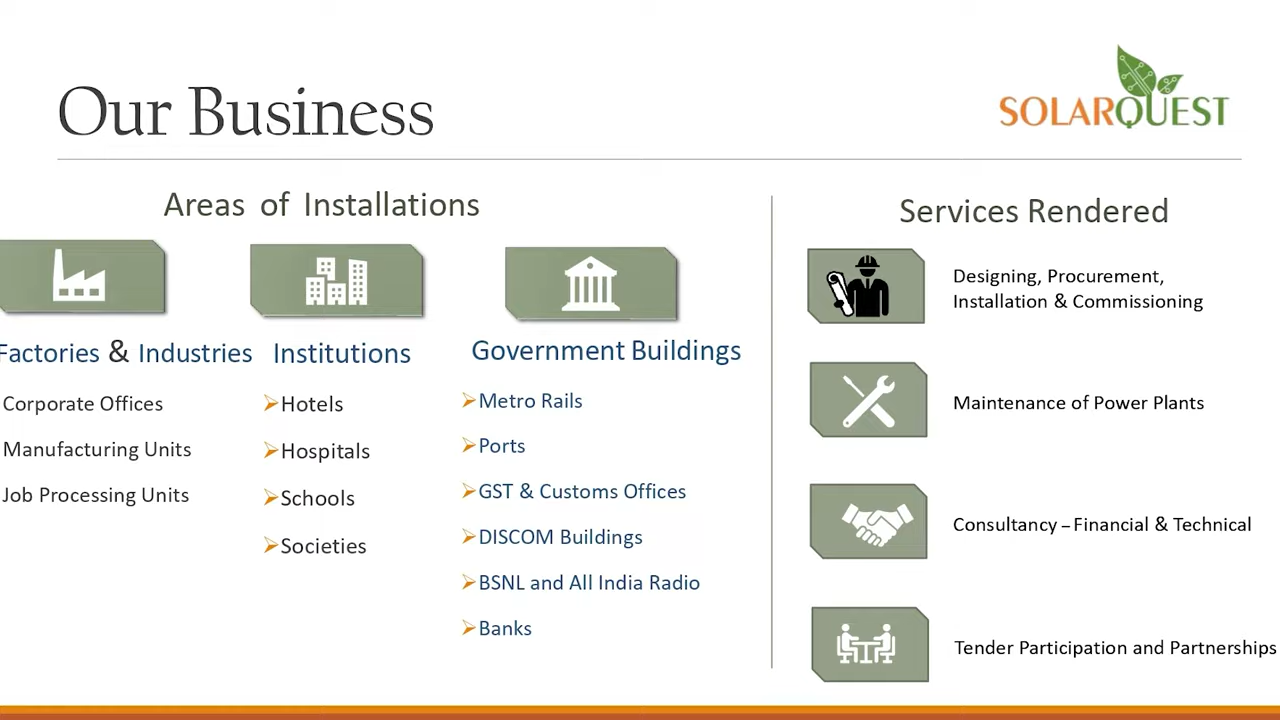 Our Business
SOLARQUEST
Areas of Installations
Factories & Industries
Corporate Offices
Manufacturing Units
Job Processing Units
Institutions
Hotels
Hospitals
Schools
Societies
Government Buildings
Metro Rails
Ports
GST & Customs Offices
DISCOM Buildings
BSNL and All India Radio
Banks
Services Rendered
Designing, Procurement,
Installation & Commissioning
Maintenance of Power Plants
Consultancy – Financial & Technical
Tender Participation and Partnerships